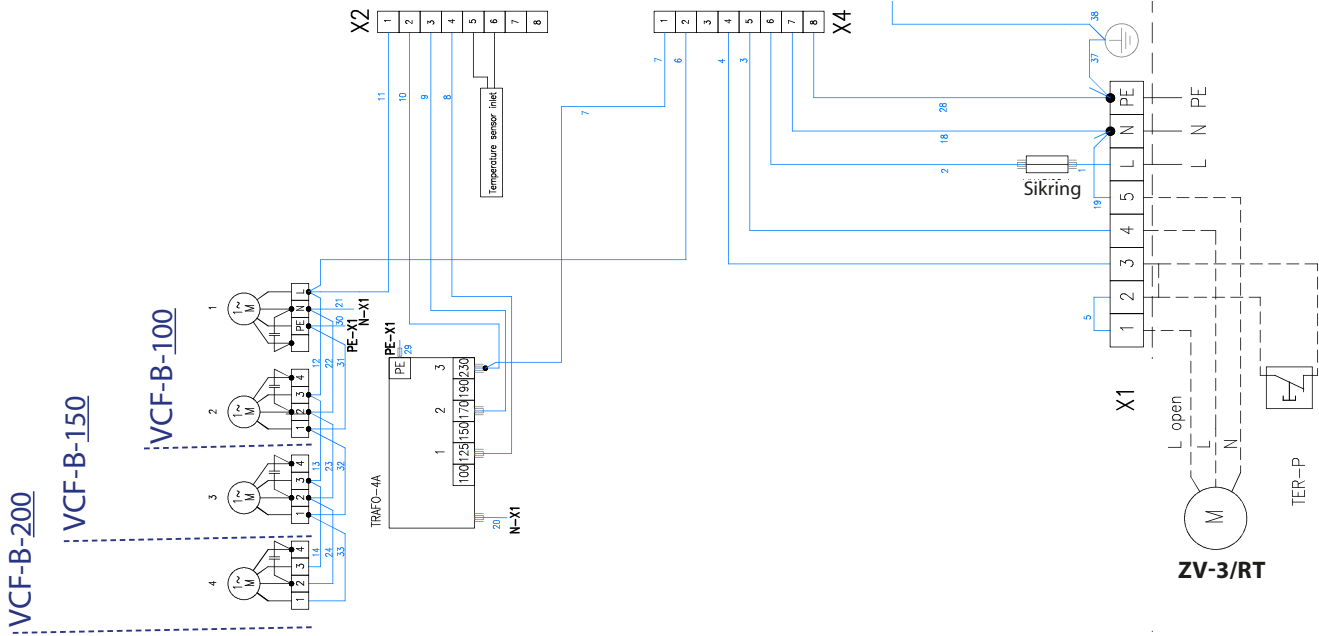 X2
1 2 3 4 5 6 7 8
X4
1 2 3 4 5 6 7 8
11 10 9 8
Temperature sensor inlet
7 6 4 3
7
2
18
28
38
37
Sikring
1
19
5
PE N L 5 4 3 2 1
PE
N
L
X1
L open
L
N
M
ZV-3/RT
TER-P
VCF-B-100
VCF-B-150
VCF-B-200
1
1~
M
PE N L
21
N-X1
30
PE-X1
12 22 31
2
1~
M
1 2 3 4
13 23 32
3
1~
M
1 2 3 4
14 24 33
4
1~
M
1 2 3 4
TRAFO-4A
PE-X1
29
PE
1 2 3
100 125 150 170 190 230
20
N-X1